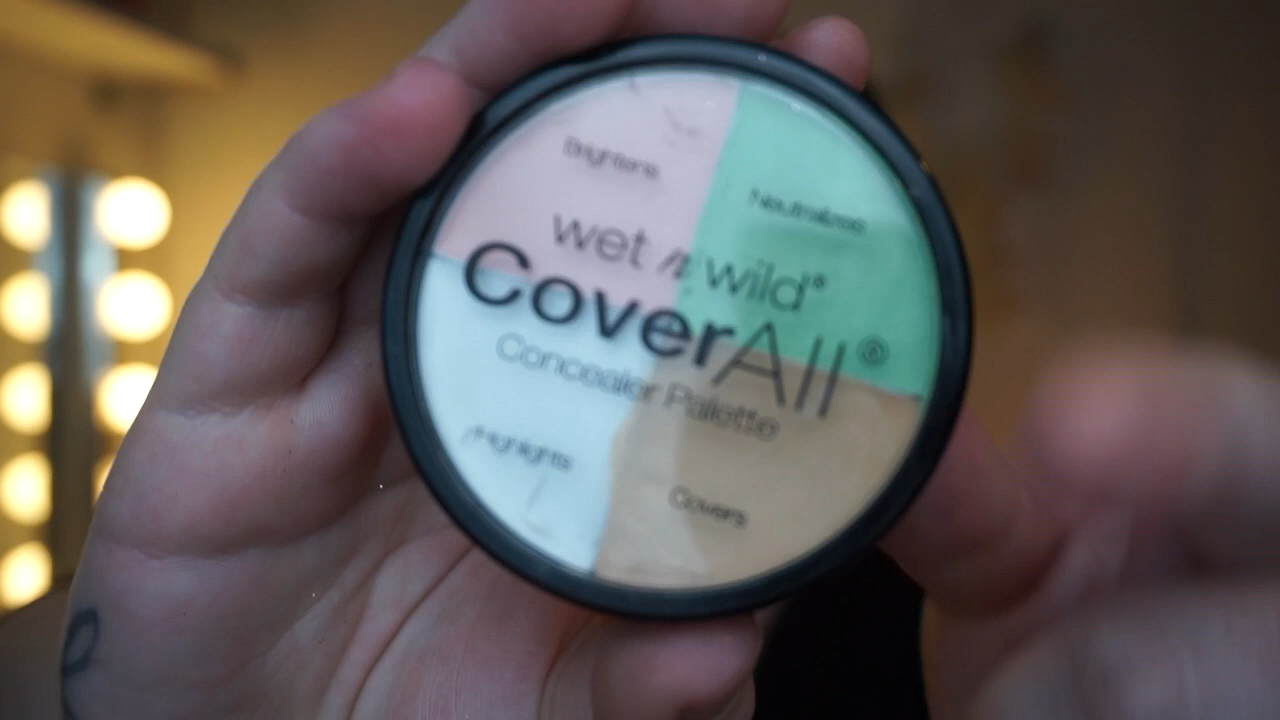 Brightens
Neutralizes
wet n wild®
CoverAll®
Concealer Palette
Highlights
Covers